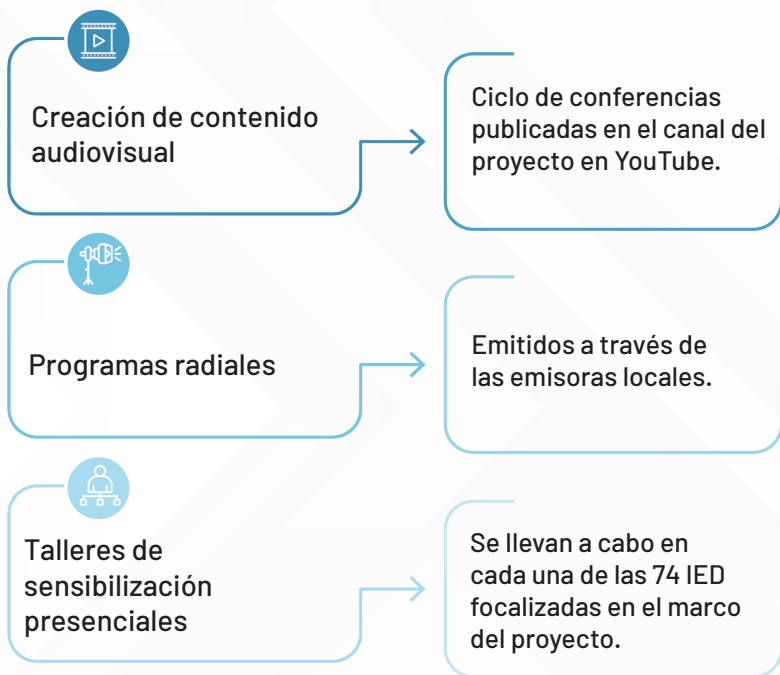 Creación de contenido
audiovisual
Ciclo de conferencias
publicadas en el canal del
proyecto en YouTube.
Programas radiales
Emitidos a través de
las emisoras locales.
Talleres de
sensibilización
presenciales
Se llevan a cabo en
cada una de las 74 IED
focalizadas en el marco
del proyecto.